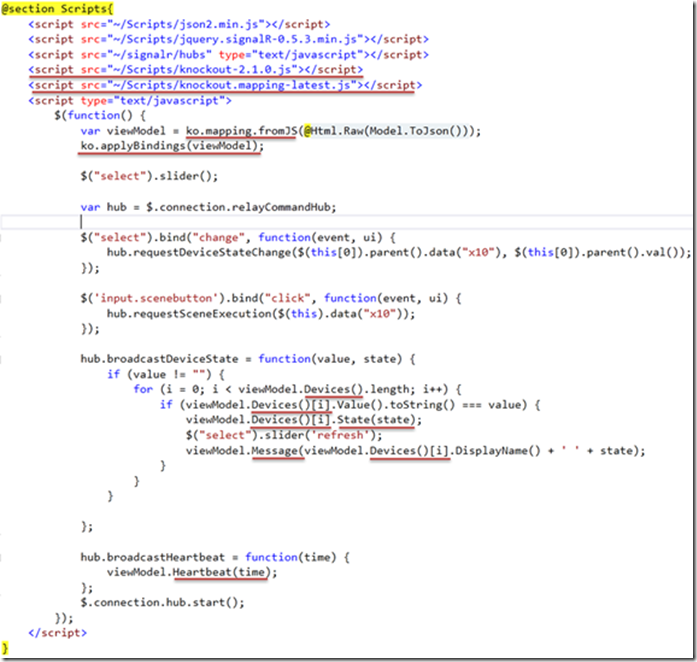 @section Scripts{
<script src="~/Scripts/json2.min.js"></script>
<script src="~/Scripts/jquery.signalR-0.5.3.min.js"></script>
<script src="~/signalr/hubs" type="text/javascript"></script>
<script src="~/Scripts/knockout-2.1.0.js"></script>
<script src="~/Scripts/knockout.mapping-latest.js"></script>
<script type="text/javascript">
$(function() {
var viewModel = ko.mapping.fromJS(@Html.Raw(Model.ToJson()));
ko.applyBindings(viewModel);
$("select").slider();
var hub = $.connection.relayCommandHub;
$("select").bind("change", function(event, ui) {
hub.requestDeviceStateChange($(this[0]).parent().data("x10"), $(this[0]).parent().val());
});
$('input.scenebutton').bind("click", function(event, ui) {
hub.requestSceneExecution($(this).data("x10"));
});
hub.broadcastDeviceState = function(value, state) {
if (value != "") {
for (i = 0; i < viewModel.Devices().length; i++) {
if (viewModel.Devices()[i].Value().toString() === value) {
viewModel.Devices()[i].State(state);
$("select").slider('refresh');
viewModel.Message(viewModel.Devices()[i].DisplayName() + ' ' + state);
}
}
}
};
hub.broadcastHeartbeat = function(time) {
viewModel.Heartbeat(time);
};
$.connection.hub.start();
});
</script>
}